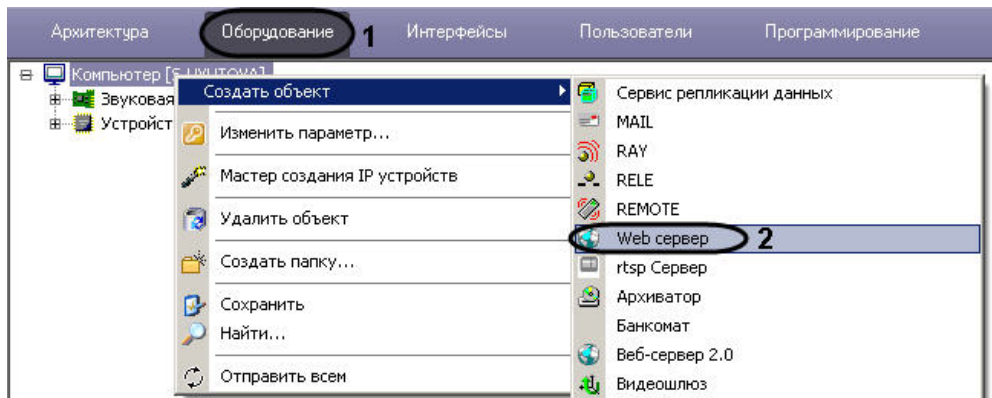 Архитектура Оборудование 1 Интерфейсы Пользователи Программирование
Компьютер [S
Звуковая
Устройст
Создать объект
Изменить параметр...
Мастер создания IP устройств
Удалить объект
Создать папку...
Сохранить
Найти...
Отправить всем
Сервис репликации данных
MAIL
RAY
RELE
REMOTE
Web сервер 2
rtsp Сервер
Архиватор
Банкомат
Веб-сервер 2.0
Видеошлюз